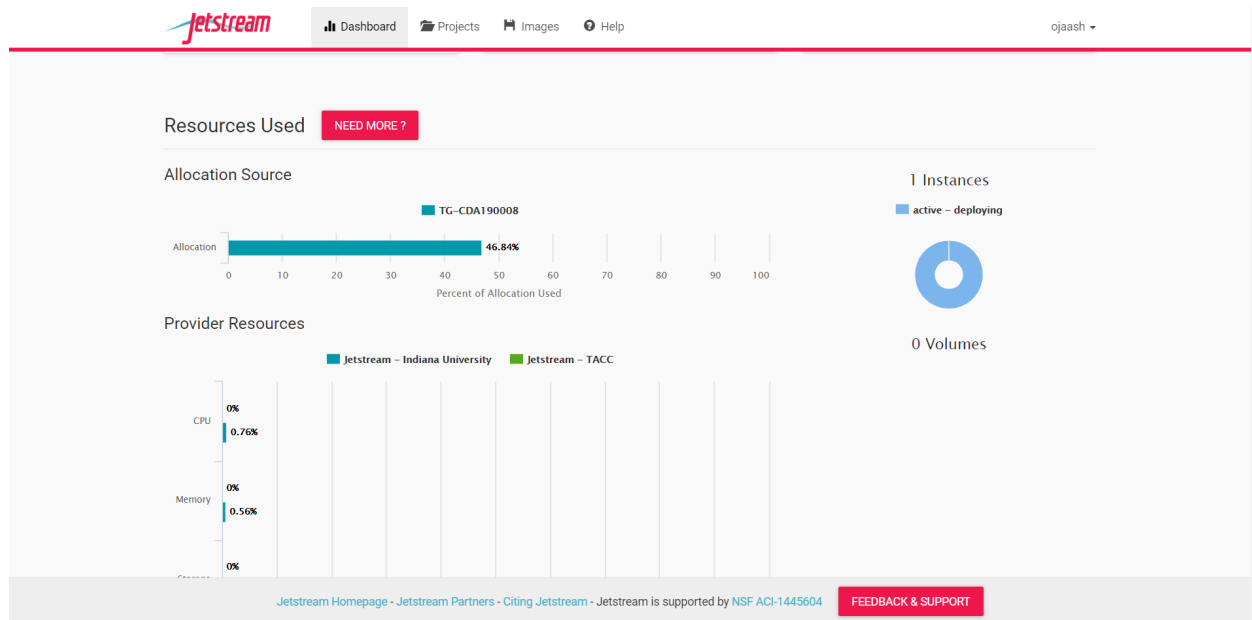 Jetstream
Dashboard Projects Images Help ojaash
Resources Used NEED MORE ?
Allocation Source
TG-CDA190008
Allocation 46.84%
0 10 20 30 40 50 60 70 80 90 100
Percent of Allocation Used
1 Instances
active - deploying
0 Volumes
Provider Resources
Jetstream - Indiana University Jetstream - TACC
0%
CPU
0.76%
0%
Memory
0.56%
0%
Jetstream Homepage - Jetstream Partners - Citing Jetstream - Jetstream is supported by NSF ACI-1445604 FEEDBACK & SUPPORT